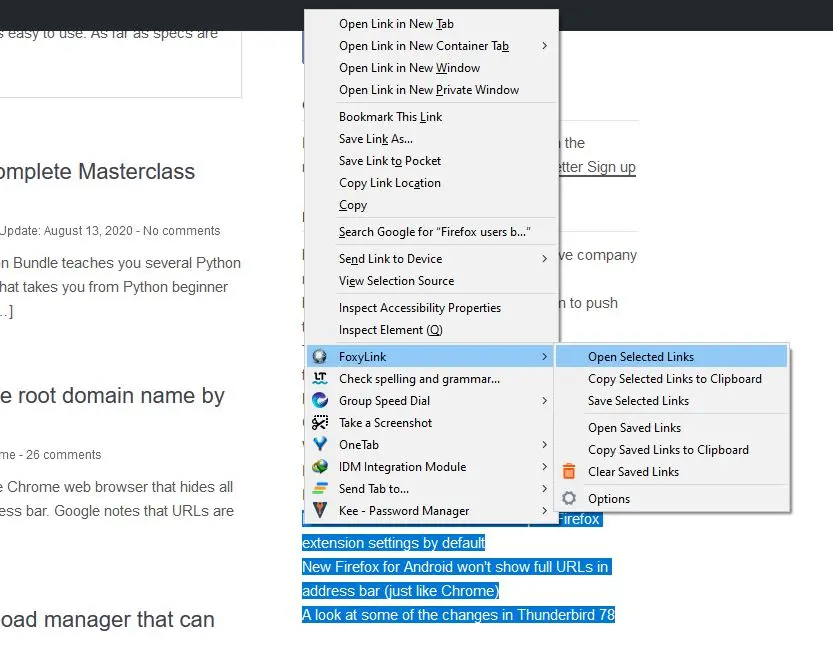 s easy to use. As far as specs are
omplete Masterclass
Update: August 13, 2020 - No comments
n Bundle teaches you several Python
hat takes you from Python beginner
..]
e root domain name by
me - 26 comments
e Chrome web browser that hides all
ess bar. Google notes that URLs are
oad manager that can
Open Link in New Tab
Open Link in New Container Tab
Open Link in New Window
Open Link in New Private Window
Bookmark This Link
Save Link As...
Save Link to Pocket
Copy Link Location
Copy
Search Google for “Firefox users b...”
Send Link to Device
View Selection Source
Inspect Accessibility Properties
Inspect Element (Q)
FoxyLink
LT Check spelling and grammar...
Group Speed Dial
Take a Screenshot
OneTab
IDM Integration Module
Send Tab to...
Kee - Password Manager
Open Selected Links
Copy Selected Links to Clipboard
Save Selected Links
Open Saved Links
Copy Saved Links to Clipboard
Clear Saved Links
Options
the
tter Sign up
ve company
n to push
Firefox
extension settings by default
New Firefox for Android won't show full URLs in
address bar (just like Chrome)
A look at some of the changes in Thunderbird 78